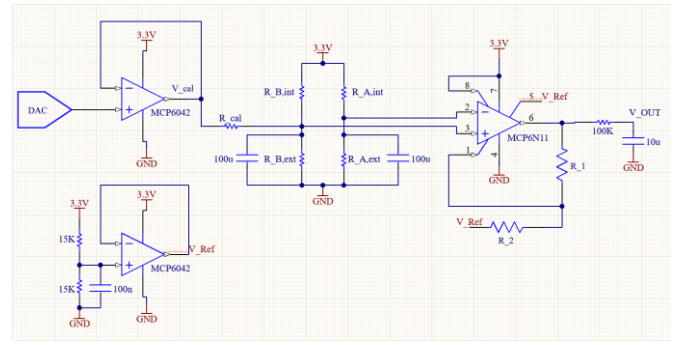 3.3V
DAC
V_cal
MCP6042
GND
R_cal
3.3V
R_B,int
R_A,int
100u
R_B,ext
R_A,ext
100u
GND
3.3V
8
7
5
V_Ref
2
3
6
1
4
MCP6N11
GND
V_OUT
100K
10u
GND
R_1
V_Ref
R_2
3.3V
15K
15K
100n
GND
3.3V
V_Ref
MCP6042
GND